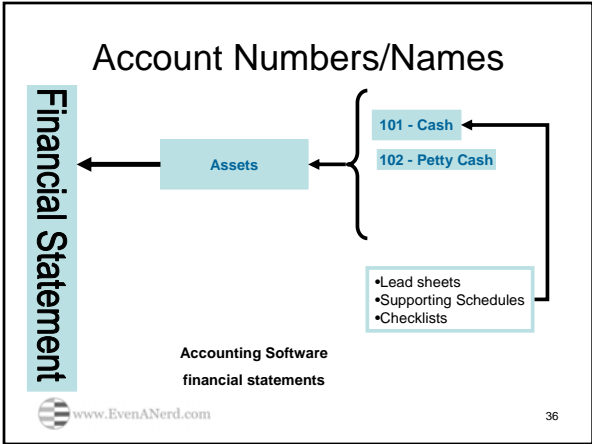 Account Numbers/Names
Financial Statement
Assets
101 - Cash
102 - Petty Cash
•Lead sheets
•Supporting Schedules
•Checklists
Accounting Software
financial statements
www.EvenANerd.com
36